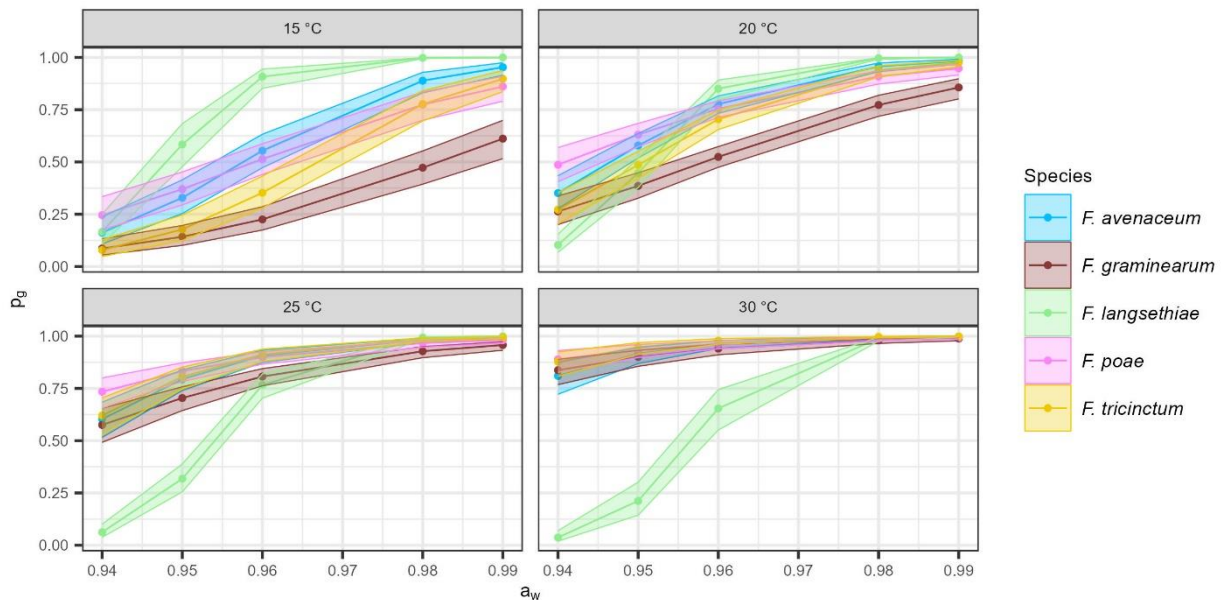 15 °C
20 °C
1.00
0.75
0.50
0.25
0.00
25 °C
30 °C
1.00
0.75
0.50
0.25
0.00
0.94 0.95 0.96 0.97 0.98 0.99
0.94 0.95 0.96 0.97 0.98 0.99
p_g
a_w
Species
F. avenaceum
F. graminearum
F. langsethiae
F. poae
F. tricinctum